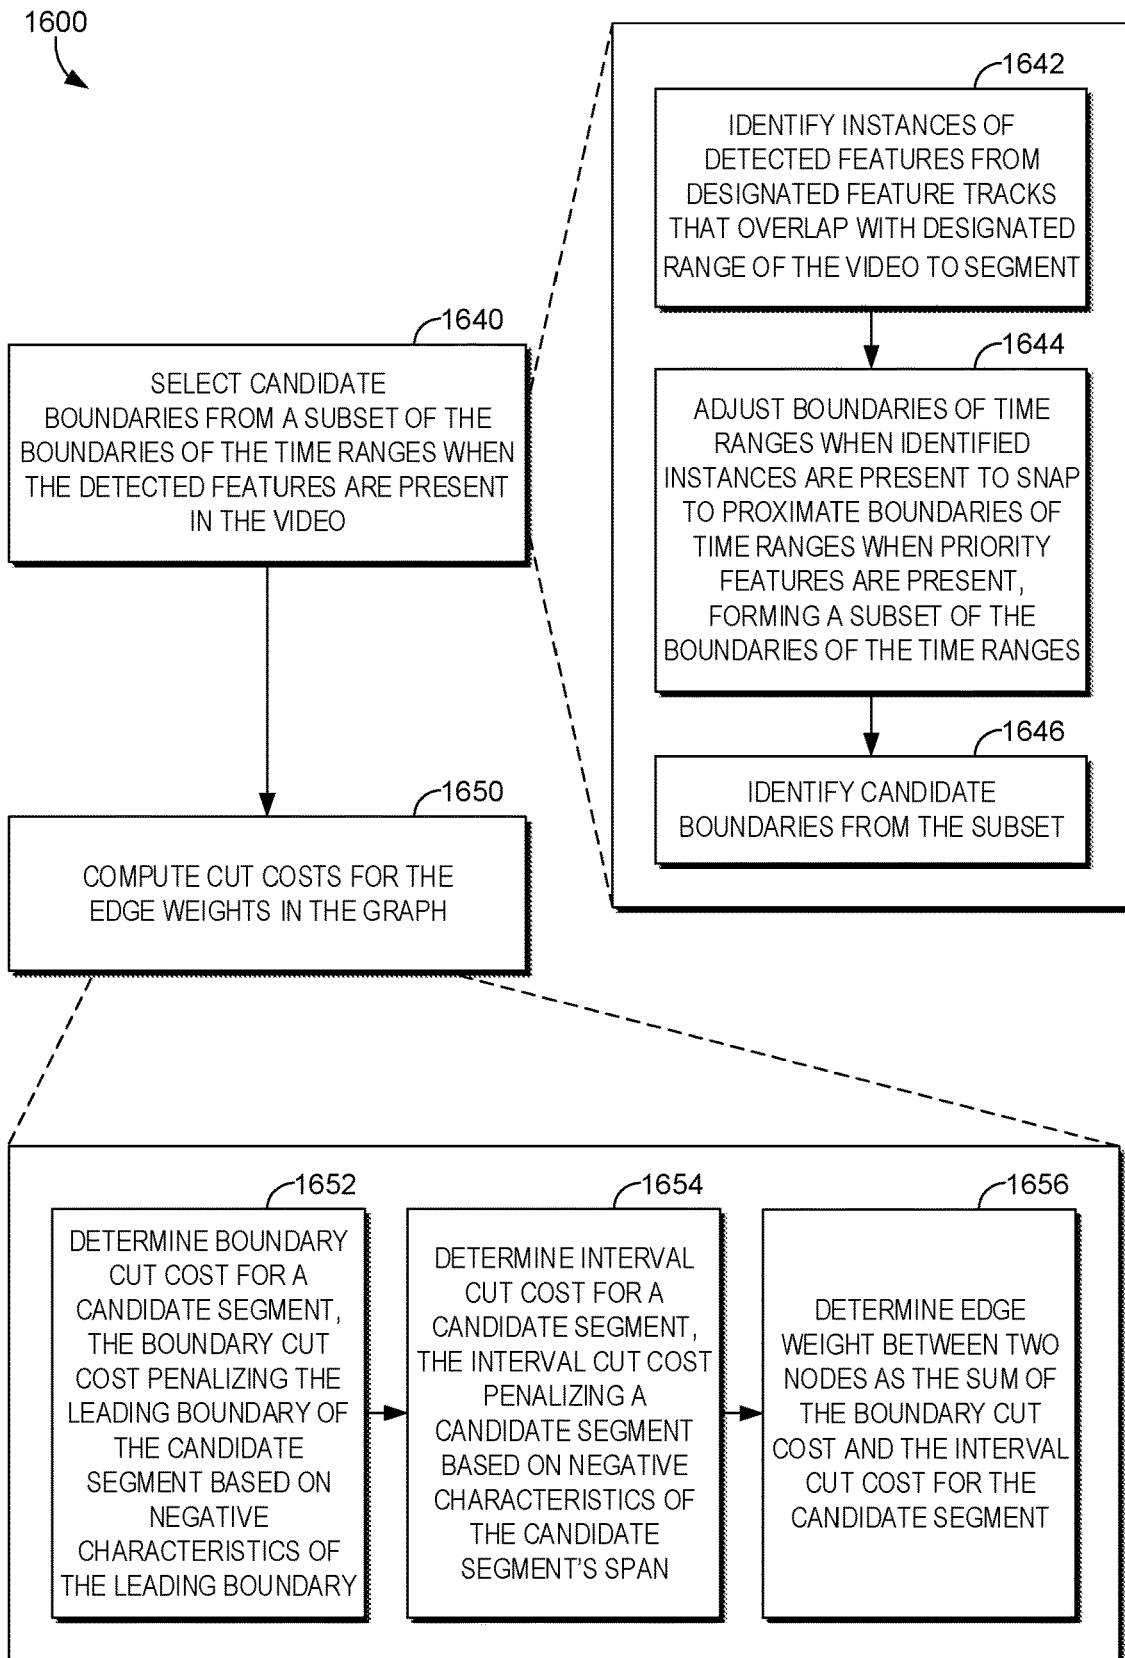 1600
1642
IDENTIFY INSTANCES OF
DETECTED FEATURES FROM
DESIGNATED FEATURE TRACKS
THAT OVERLAP WITH DESIGNATED
RANGE OF THE VIDEO TO SEGMENT
1640
SELECT CANDIDATE
BOUNDARIES FROM A SUBSET OF THE
BOUNDARIES OF THE TIME RANGES WHEN
THE DETECTED FEATURES ARE PRESENT
IN THE VIDEO
1644
ADJUST BOUNDARIES OF TIME
RANGES WHEN IDENTIFIED
INSTANCES ARE PRESENT TO SNAP
TO PROXIMATE BOUNDARIES OF
TIME RANGES WHEN PRIORITY
FEATURES ARE PRESENT,
FORMING A SUBSET OF THE
BOUNDARIES OF THE TIME RANGES
1646
IDENTIFY CANDIDATE
BOUNDARIES FROM THE SUBSET
1650
COMPUTE CUT COSTS FOR THE
EDGE WEIGHTS IN THE GRAPH
1652
DETERMINE BOUNDARY
CUT COST FOR A
CANDIDATE SEGMENT,
THE BOUNDARY CUT
COST PENALIZING THE
LEADING BOUNDARY OF
THE CANDIDATE
SEGMENT BASED ON
NEGATIVE
CHARACTERISTICS OF
THE LEADING BOUNDARY
1654
DETERMINE INTERVAL
CUT COST FOR A
CANDIDATE SEGMENT,
THE INTERVAL CUT COST
PENALIZING A
CANDIDATE SEGMENT
BASED ON NEGATIVE
CHARACTERISTICS OF
THE CANDIDATE
SEGMENT'S SPAN
1656
DETERMINE EDGE
WEIGHT BETWEEN TWO
NODES AS THE SUM OF
THE BOUNDARY CUT
COST AND THE INTERVAL
CUT COST FOR THE
CANDIDATE SEGMENT